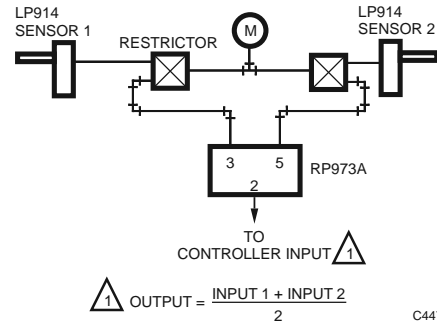 LP914
SENSOR 1
RESTRICTOR
M
LP914
SENSOR 2
3 5
2
RP973A
TO
CONTROLLER INPUT 1
1 OUTPUT = INPUT 1 + INPUT 2
2